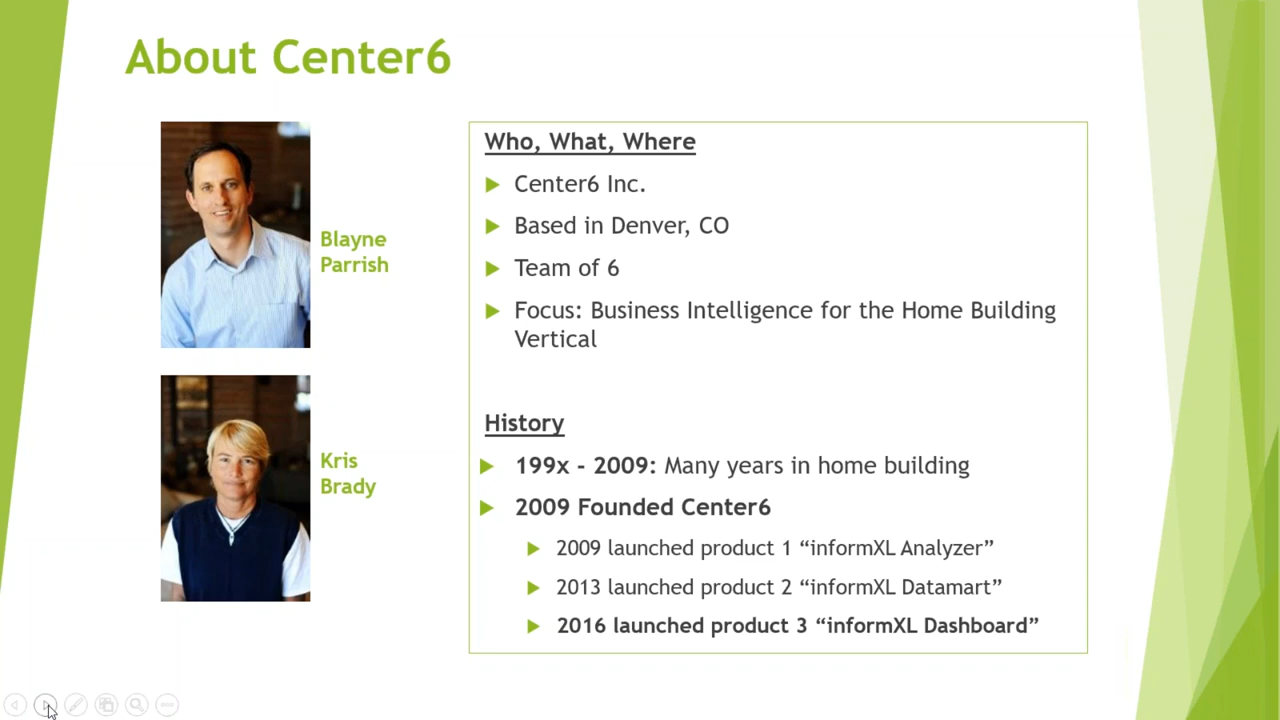 About Center6
Blayne
Parrish
Kris
Brady
Who, What, Where
Center6 Inc.
Based in Denver, CO
Team of 6
Focus: Business Intelligence for the Home Building
Vertical
History
199x - 2009: Many years in home building
2009 Founded Center6
2009 launched product 1 “informXL Analyzer”
2013 launched product 2 “informXL Datamart”
2016 launched product 3 “informXL Dashboard”